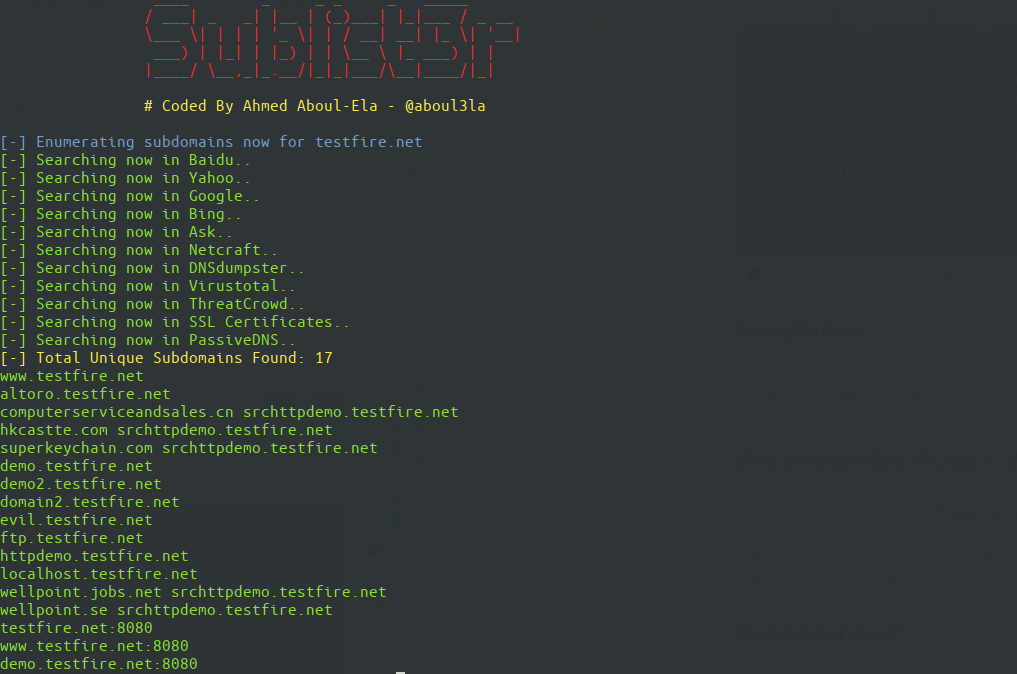 Sublist3r
# Coded By Ahmed Aboul-Ela - @aboul3la
[-] Enumerating subdomains now for testfire.net
[-] Searching now in Baidu..
[-] Searching now in Yahoo..
[-] Searching now in Google..
[-] Searching now in Bing..
[-] Searching now in Ask..
[-] Searching now in Netcraft..
[-] Searching now in DNSdumpster..
[-] Searching now in Virustotal..
[-] Searching now in ThreatCrowd..
[-] Searching now in SSL Certificates..
[-] Searching now in PassiveDNS..
[-] Total Unique Subdomains Found: 17
www.testfire.net
altoro.testfire.net
computerserviceandsales.cn srchttpdemo.testfire.net
hkcastte.com srchttpdemo.testfire.net
superkeychain.com srchttpdemo.testfire.net
demo.testfire.net
demo2.testfire.net
domain2.testfire.net
evil.testfire.net
ftp.testfire.net
httpdemo.testfire.net
localhost.testfire.net
wellpoint.jobs.net srchttpdemo.testfire.net
wellpoint.se srchttpdemo.testfire.net
testfire.net:8080
www.testfire.net:8080
demo.testfire.net:8080
Installation
Recommended Python
Dependencies